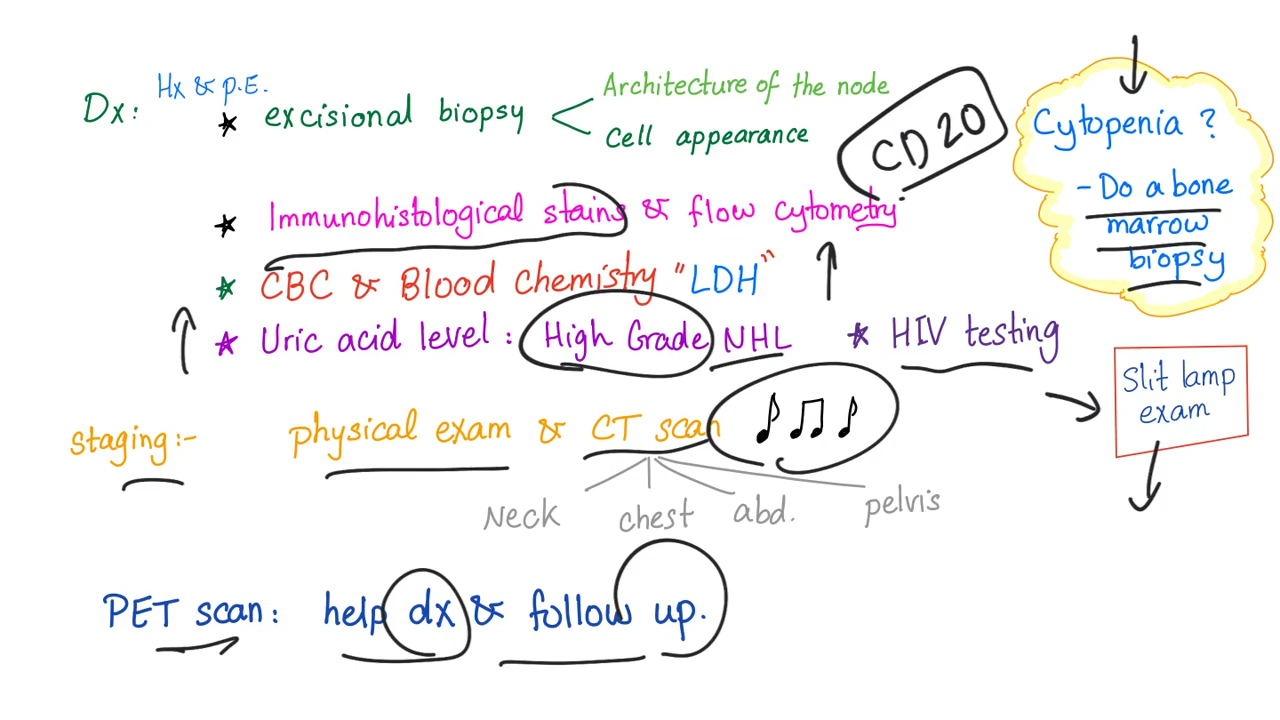 Hx & p.E.
Dx: * excisional biopsy
Architecture of the node
Cell appearance
CD 20
* Immunohistological stains & flow cytometry
* CBC & Blood Chemistry "LDH"
* Uric acid level: High Grade NHL * HIV testing
Cytopenia ?
- Do a bone
marrow
biopsy
Slit lamp
exam
staging:- physical exam & CT scan
Neck chest abd. pelvis
PET scan: help dx & follow up.